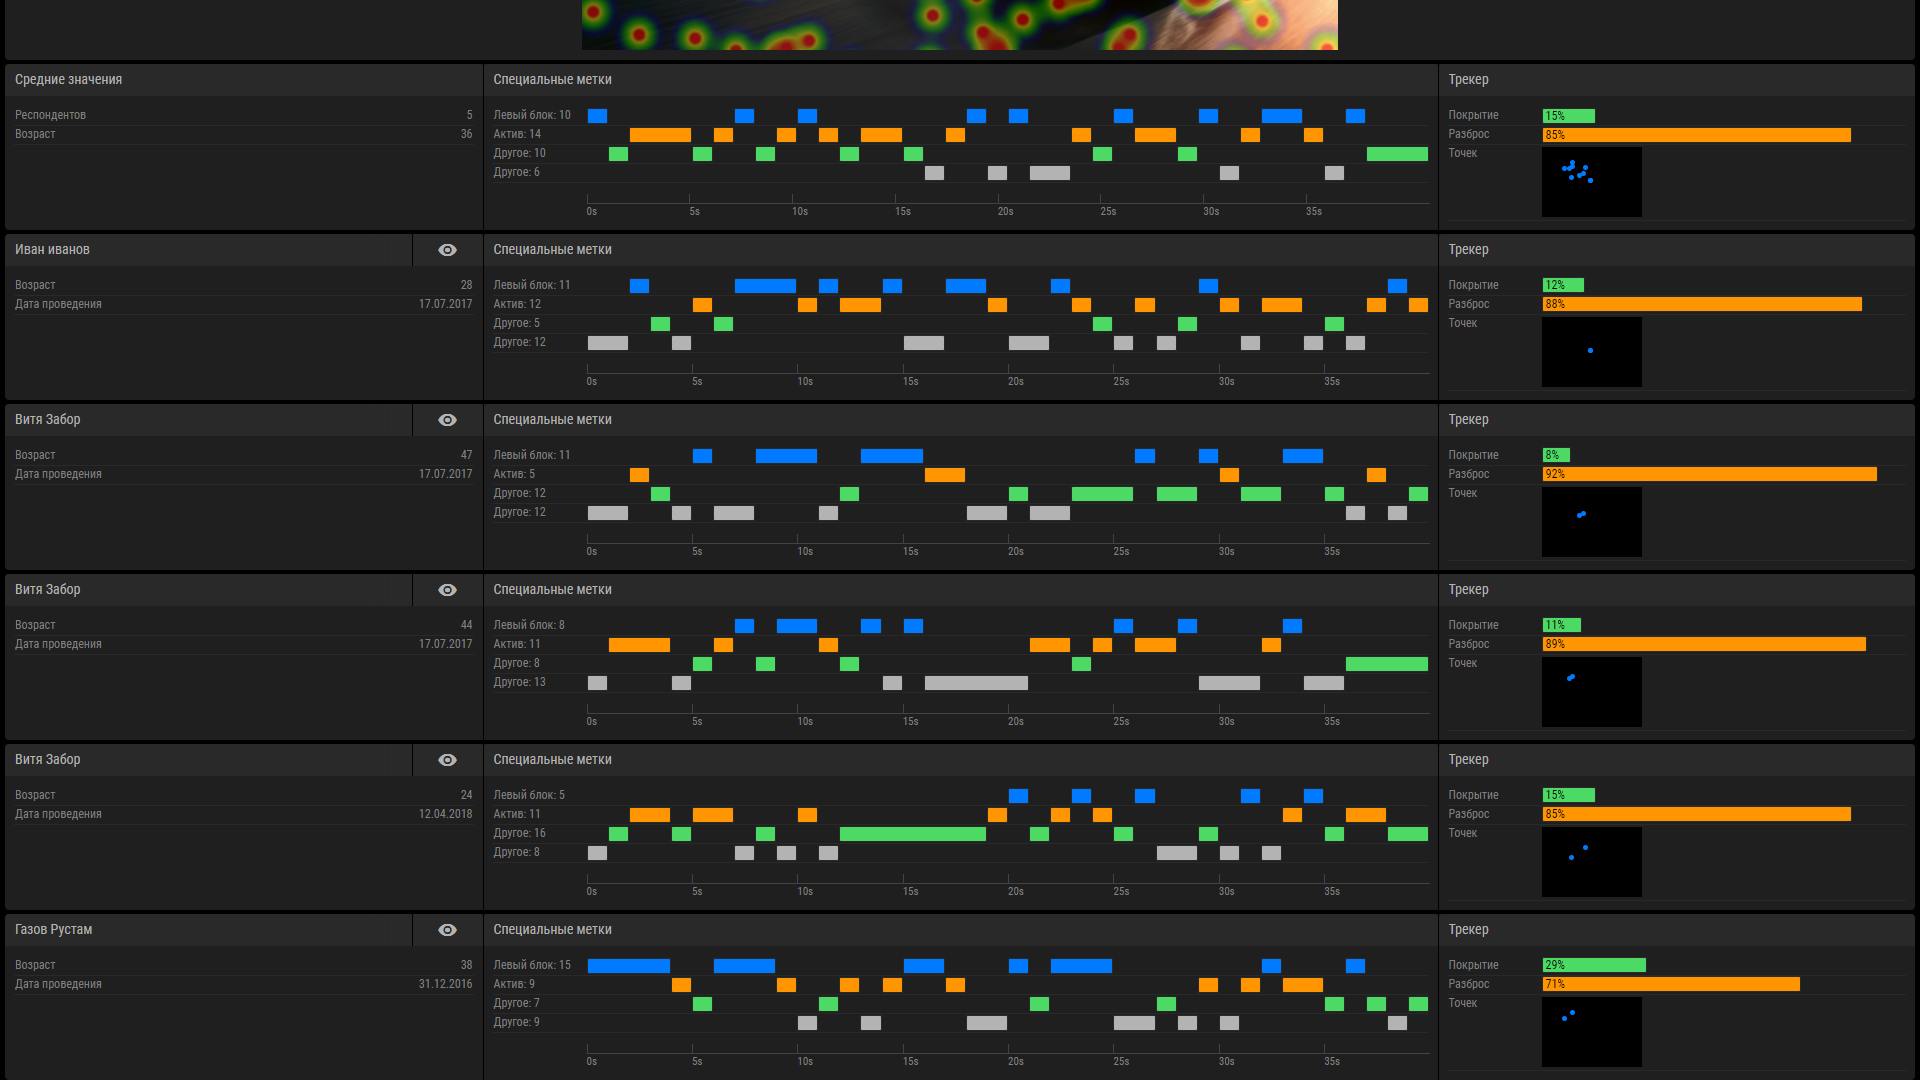 Средние значения
Специальные метки
Трекер
Респондентов 5
Возраст 36
Левый блок: 10
Актив: 14
Другое: 10
Другое: 6
0s 5s 10s 15s 20s 25s 30s 35s
Покрытие 15%
Разброс 85%
Точек
Иван иванов
Специальные метки
Трекер
Возраст 28
Дата проведения 17.07.2017
Левый блок: 11
Актив: 12
Другое: 5
Другое: 12
0s 5s 10s 15s 20s 25s 30s 35s
Покрытие 12%
Разброс 88%
Точек
Витя Забор
Специальные метки
Трекер
Возраст 47
Дата проведения 17.07.2017
Левый блок: 11
Актив: 5
Другое: 12
Другое: 12
0s 5s 10s 15s 20s 25s 30s 35s
Покрытие 8%
Разброс 92%
Точек
Витя Забор
Специальные метки
Трекер
Возраст 44
Дата проведения 17.07.2017
Левый блок: 8
Актив: 11
Другое: 8
Другое: 13
0s 5s 10s 15s 20s 25s 30s 35s
Покрытие 11%
Разброс 89%
Точек
Витя Забор
Специальные метки
Трекер
Возраст 24
Дата проведения 12.04.2018
Левый блок: 5
Актив: 11
Другое: 16
Другое: 8
0s 5s 10s 15s 20s 25s 30s 35s
Покрытие 15%
Разброс 85%
Точек
Газов Рустам
Специальные метки
Трекер
Возраст 38
Дата проведения 31.12.2016
Левый блок: 15
Актив: 9
Другое: 7
Другое: 9
0s 5s 10s 15s 20s 25s 30s 35s
Покрытие 29%
Разброс 71%
Точек